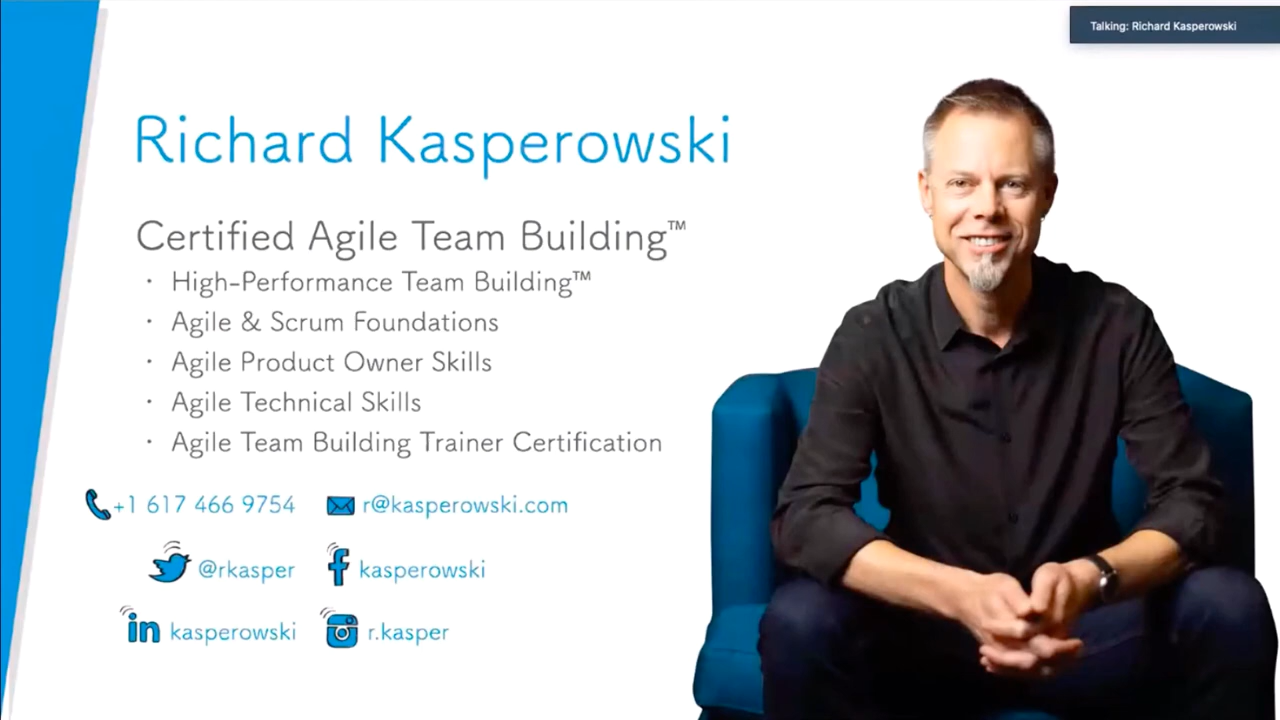 Talking: Richard Kasperowski
Richard Kasperowski
Certified Agile Team Building™
· High-Performance Team Building™
· Agile & Scrum Foundations
· Agile Product Owner Skills
· Agile Technical Skills
· Agile Team Building Trainer Certification
+1 617 466 9754 r@kasperowski.com
@rkasper kasperowski
in kasperowski r.kasper